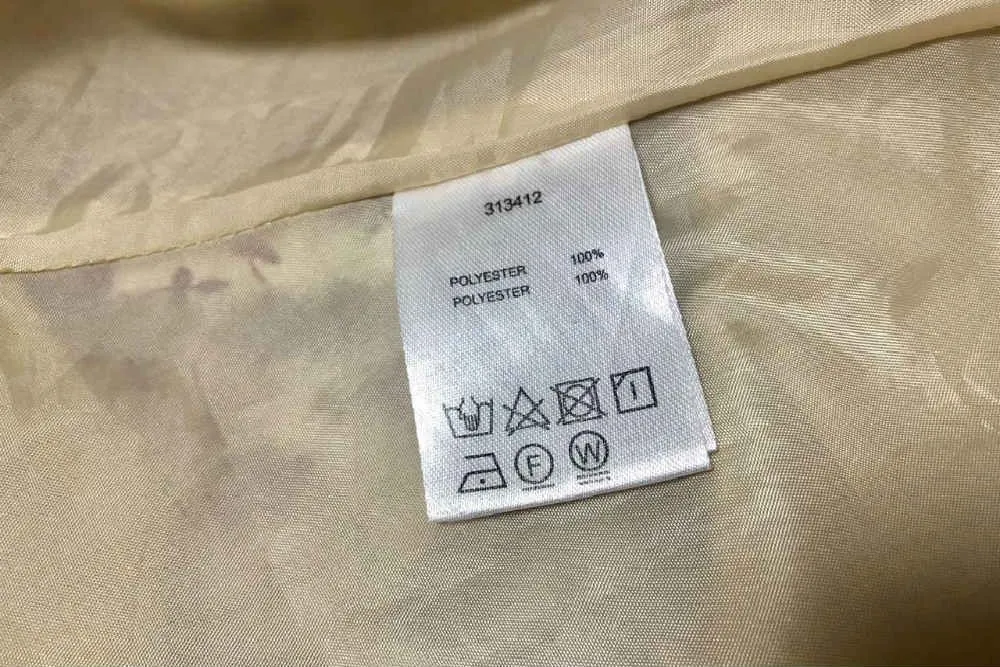 313412
POLYESTER 100%
POLYESTER 100%
F W